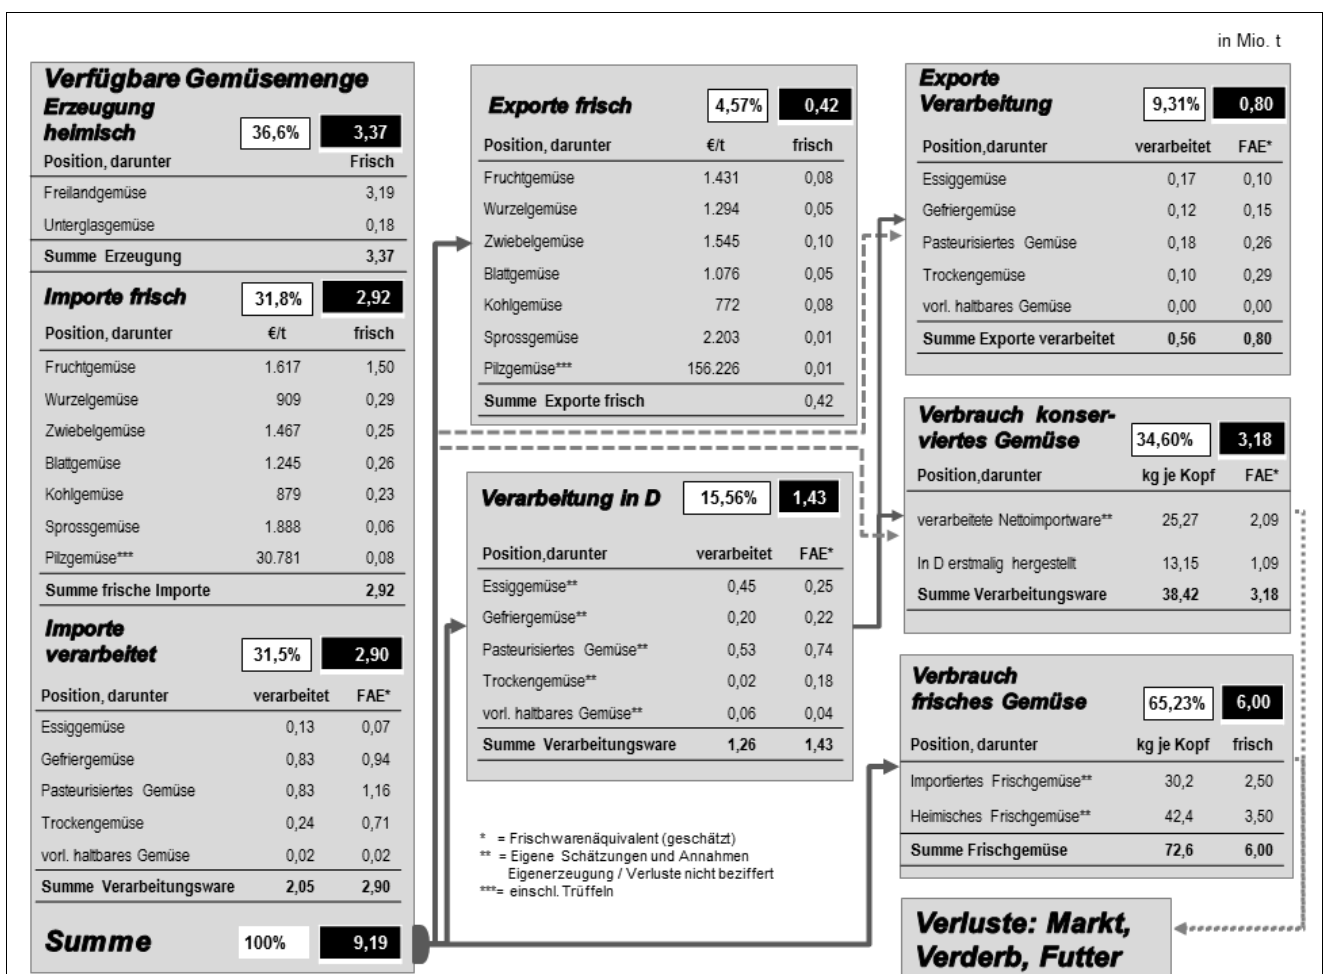 in Mio. t
Verfügbare Gemüsemenge
Erzeugung
heimisch 36,6% 3,37
Position, darunter Frisch
Freilandgemüse 3,19
Unterglasgemüse 0,18
Summe Erzeugung 3,37
Importe frisch 31,8% 2,92
Position, darunter €/t frisch
Fruchtgemüse 1.617 1,50
Wurzelgemüse 909 0,29
Zwiebelgemüse 1.467 0,25
Blattgemüse 1.245 0,26
Kohlgemüse 879 0,23
Sprossgemüse 1.888 0,06
Pilzgemüse*** 30.781 0,08
Summe frische Importe 2,92
Importe
verarbeitet 31,5% 2,90
Position, darunter verarbeitet FAE*
Essiggemüse 0,13 0,07
Gefriergemüse 0,83 0,94
Pasteurisiertes Gemüse 0,83 1,16
Trockengemüse 0,24 0,71
vorl. haltbares Gemüse 0,02 0,02
Summe Verarbeitungsware 2,05 2,90
Summe 100% 9,19
Exporte frisch 4,57% 0,42
Position, darunter €/t frisch
Fruchtgemüse 1.431 0,08
Wurzelgemüse 1.294 0,05
Zwiebelgemüse 1.545 0,10
Blattgemüse 1.076 0,05
Kohlgemüse 772 0,08
Sprossgemüse 2.203 0,01
Pilzgemüse*** 156.226 0,01
Summe Exporte frisch 0,42
Verarbeitung in D 15,56% 1,43
Position,darunter verarbeitet FAE*
Essiggemüse** 0,45 0,25
Gefriergemüse** 0,20 0,22
Pasteurisiertes Gemüse** 0,53 0,74
Trockengemüse** 0,02 0,18
vorl. haltbares Gemüse** 0,06 0,04
Summe Verarbeitungsware 1,26 1,43
* = Frischwarenäquivalent (geschätzt)
** = Eigene Schätzungen und Annahmen
Eigenerzeugung / Verluste nicht beziffert
***= einschl. Trüffeln
Exporte
Verarbeitung 9,31% 0,80
Position,darunter verarbeitet FAE*
Essiggemüse 0,17 0,10
Gefriergemüse 0,12 0,15
Pasteurisiertes Gemüse 0,18 0,26
Trockengemüse 0,10 0,29
vorl. haltbares Gemüse 0,00 0,00
Summe Exporte verarbeitet 0,56 0,80
Verbrauch konser-
viertes Gemüse 34,60% 3,18
Position,darunter kg je Kopf FAE*
verarbeitete Nettoimportware** 25,27 2,09
In D erstmalig hergestellt 13,15 1,09
Summe Verarbeitungsware 38,42 3,18
Verbrauch
frisches Gemüse 65,23% 6,00
Position, darunter kg je Kopf frisch
Importiertes Frischgemüse** 30,2 2,50
Heimisches Frischgemüse** 42,4 3,50
Summe Frischgemüse 72,6 6,00
Verluste: Markt,
Verderb, Futter